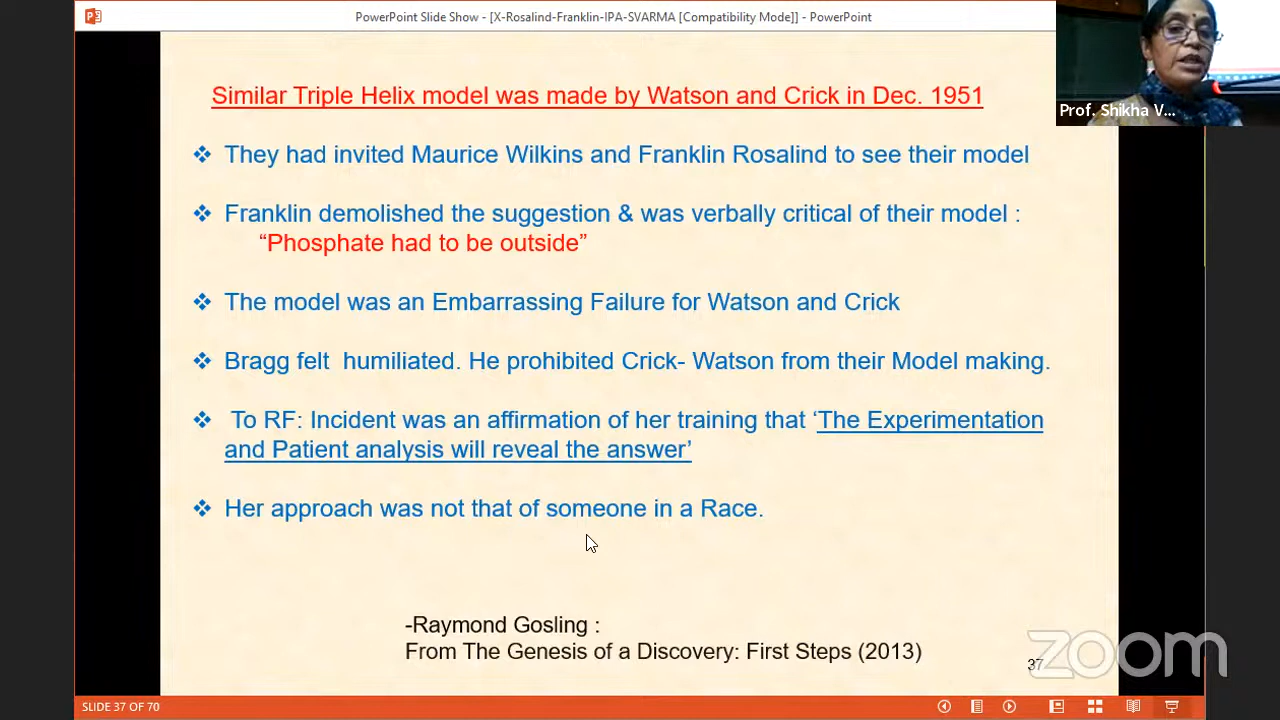 PowerPoint Slide Show - [X-Rosalind-Franklin-IPA-SVARMA [Compatibility Mode]] - PowerPoint
Prof. Shikha V...
Similar Triple Helix model was made by Watson and Crick in Dec. 1951
❖ They had invited Maurice Wilkins and Franklin Rosalind to see their model
❖ Franklin demolished the suggestion & was verbally critical of their model :
“Phosphate had to be outside”
❖ The model was an Embarrassing Failure for Watson and Crick
❖ Bragg felt humiliated. He prohibited Crick- Watson from their Model making.
❖ To RF: Incident was an affirmation of her training that ‘The Experimentation
and Patient analysis will reveal the answer’
❖ Her approach was not that of someone in a Race.
-Raymond Gosling :
From The Genesis of a Discovery: First Steps (2013)
37
zoom
SLIDE 37 OF 70